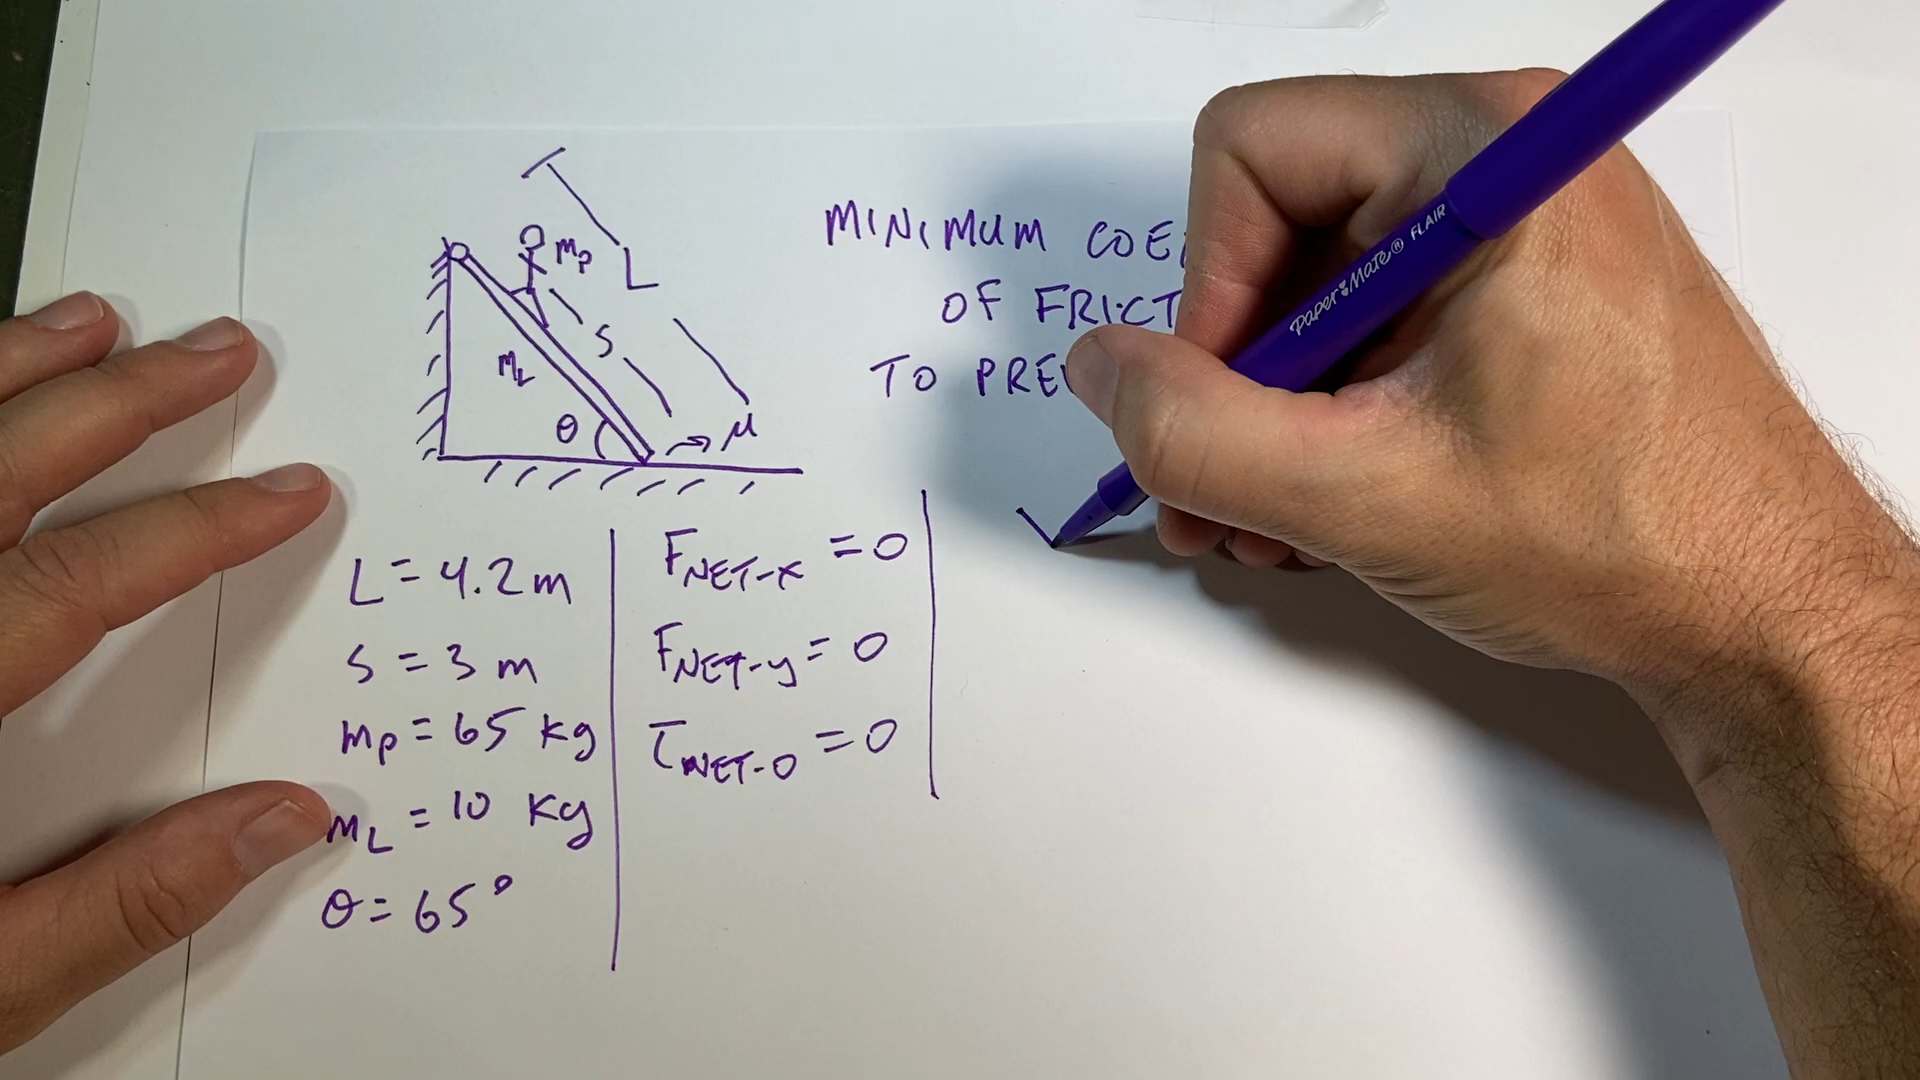 L
mp
S
mL
θ
μ
MINIMUM
OF
TO
L = 4.2 m
S = 3 m
mp = 65 kg
mL = 10 kg
θ = 65°
FNET-x = 0
FNET-y = 0
τNET-O = 0
Paper Mate® FLAIR